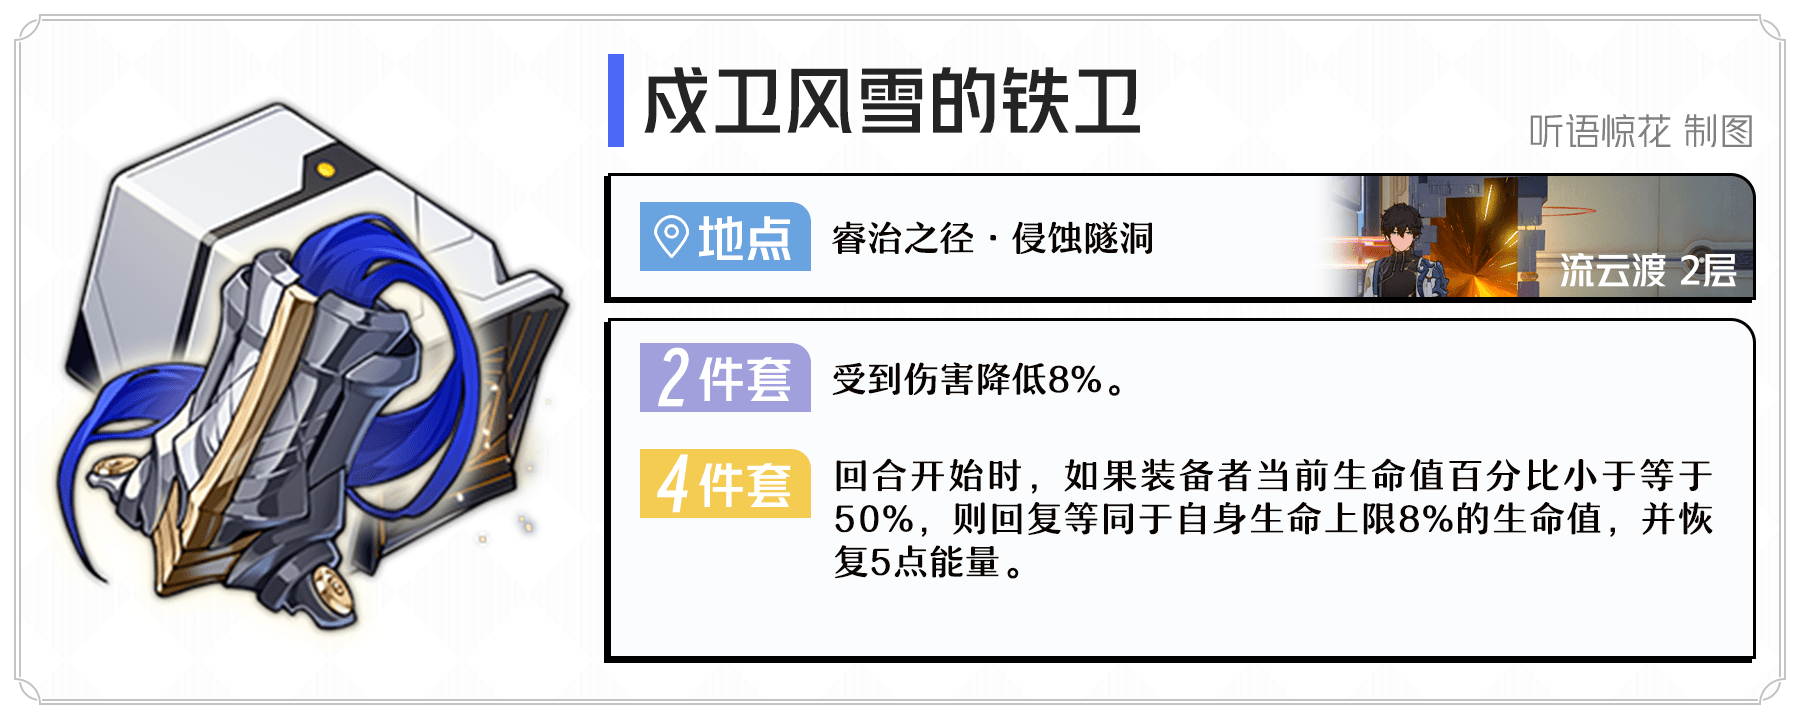 戍卫风雪的铁卫
听语惊花 制图
地点
睿治之径·侵蚀隧洞
流云渡 2层
2件套
受到伤害降低8%。
4件套
回合开始时，如果装备者当前生命值百分比小于等于
50%，则回复等同于自身生命上限8%的生命值，并恢
复5点能量。